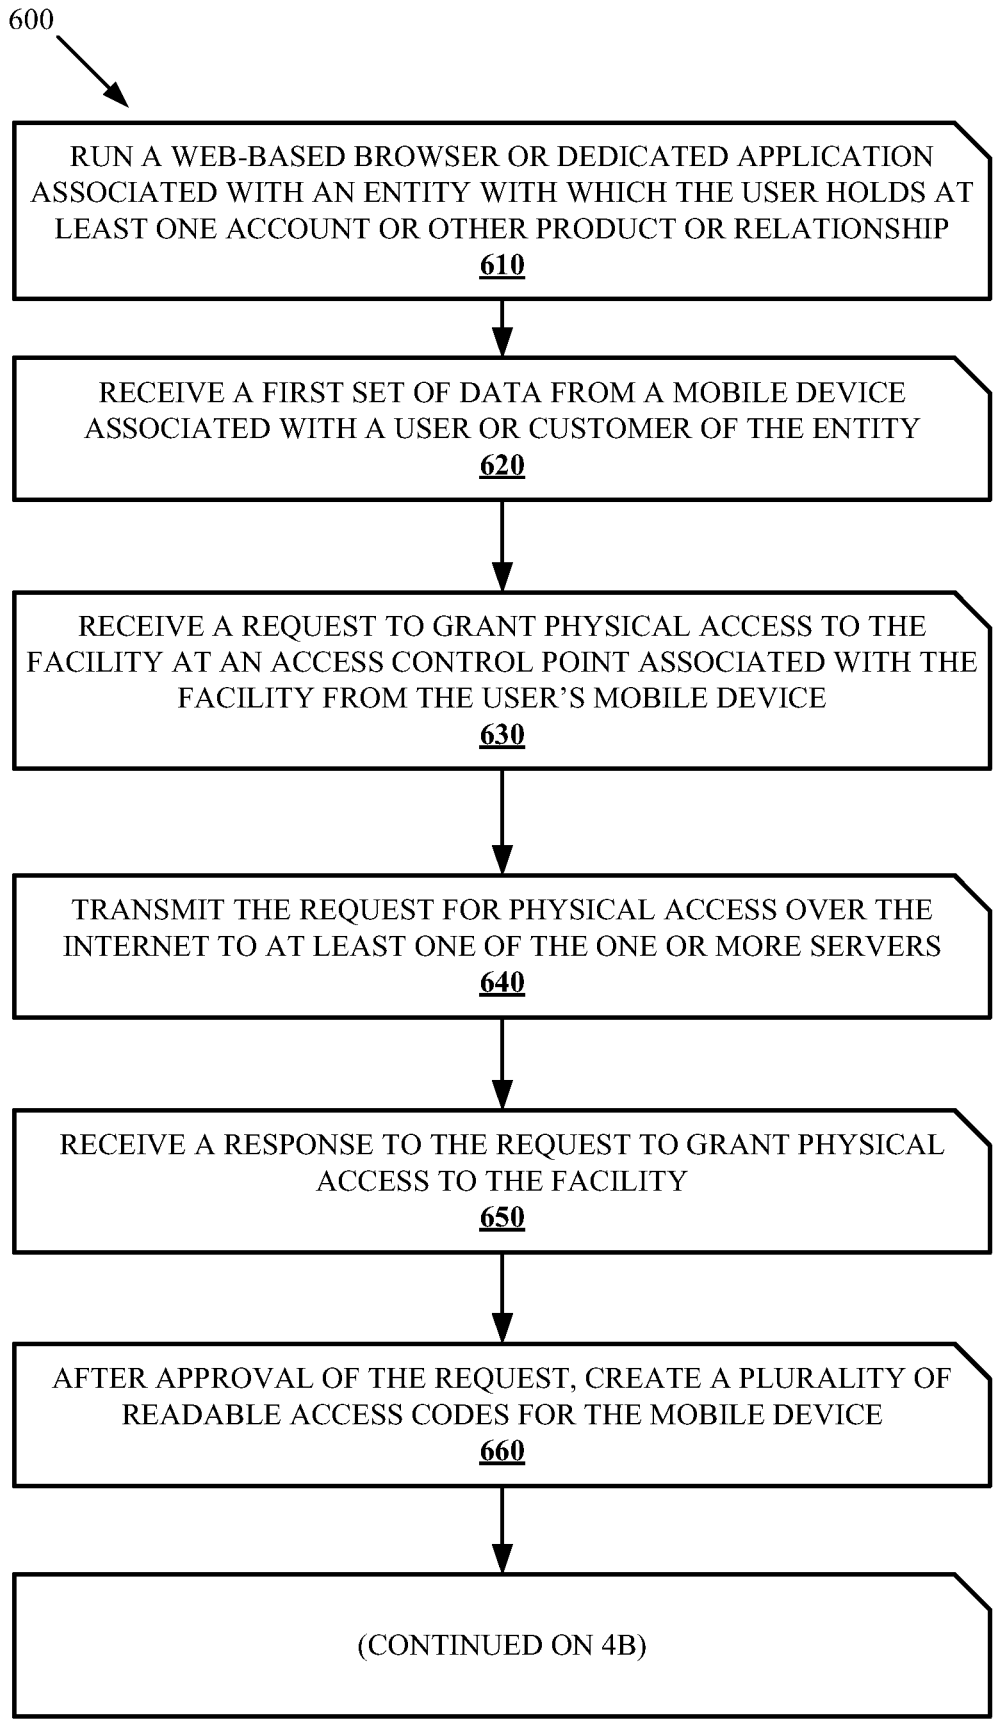 600
RUN A WEB-BASED BROWSER OR DEDICATED APPLICATION
ASSOCIATED WITH AN ENTITY WITH WHICH THE USER HOLDS AT
LEAST ONE ACCOUNT OR OTHER PRODUCT OR RELATIONSHIP
610
RECEIVE A FIRST SET OF DATA FROM A MOBILE DEVICE
ASSOCIATED WITH A USER OR CUSTOMER OF THE ENTITY
620
RECEIVE A REQUEST TO GRANT PHYSICAL ACCESS TO THE
FACILITY AT AN ACCESS CONTROL POINT ASSOCIATED WITH THE
FACILITY FROM THE USER'S MOBILE DEVICE
630
TRANSMIT THE REQUEST FOR PHYSICAL ACCESS OVER THE
INTERNET TO AT LEAST ONE OF THE ONE OR MORE SERVERS
640
RECEIVE A RESPONSE TO THE REQUEST TO GRANT PHYSICAL
ACCESS TO THE FACILITY
650
AFTER APPROVAL OF THE REQUEST, CREATE A PLURALITY OF
READABLE ACCESS CODES FOR THE MOBILE DEVICE
660
(CONTINUED ON 4B)